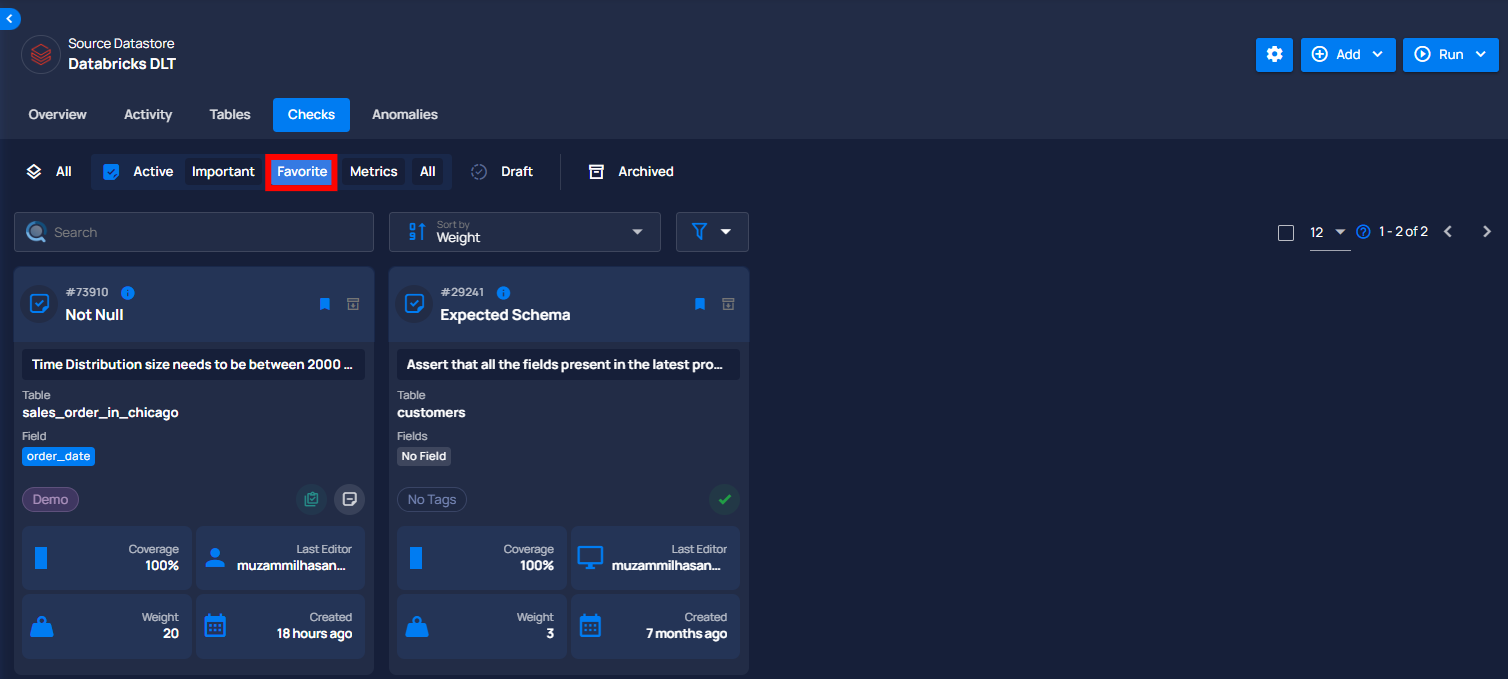 Source Datastore
Databricks DLT
Add
Run
Overview
Activity
Tables
Checks
Anomalies
All
Active
Important
Favorite
Metrics
All
Draft
Archived
Search
Sort by
Weight
12
1 - 2 of 2
#73910
Not Null
Time Distribution size needs to be between 2000 ...
Table
sales_order_in_chicago
Field
order_date
Demo
Coverage
100%
Last Editor
muzammilhasan...
Weight
20
Created
18 hours ago
#29241
Expected Schema
Assert that all the fields present in the latest pro...
Table
customers
Fields
No Field
No Tags
Coverage
100%
Last Editor
muzammilhasan...
Weight
3
Created
7 months ago